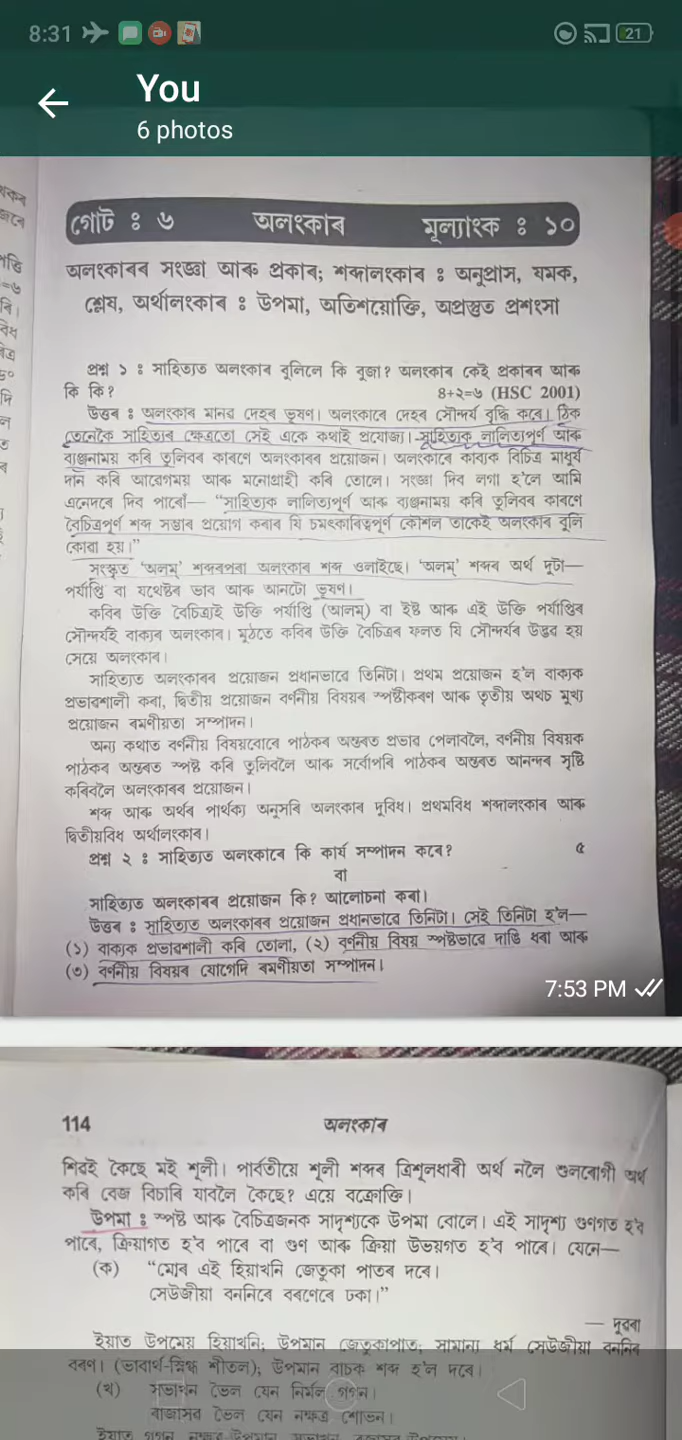 8:31
21
You
6 photos
গোট ঃ ৬ অলংকাৰ মূল্যাংক ঃ ১০
অলংকাৰৰ সংজ্ঞা আৰু প্ৰকাৰ; শব্দালংকাৰ ঃ অনুপ্ৰাস, যমক,
শ্লেষ, অৰ্থালংকাৰ ঃ উপমা, অতিশয়োক্তি, অপ্ৰস্তুত প্ৰশংসা
প্ৰশ্ন ১ ঃ সাহিত্যত অলংকাৰ বুলিলে কি বুজা? অলংকাৰ কেই প্ৰকাৰৰ আৰু
কি কি? ৪+২=৬ (HSC 2001)
উত্তৰ ঃ অলংকাৰ মানৱ দেহৰ ভূষণ। অলংকাৰে দেহৰ সৌন্দৰ্য বৃদ্ধি কৰে। ঠিক
তেনেকৈ সাহিত্যৰ ক্ষেত্ৰতো সেই একে কথাই প্ৰযোজ্য। সাহিত্যক লালিত্যপূৰ্ণ আৰু
ব্যঞ্জনাময় কৰি তুলিবৰ কাৰণে অলংকাৰৰ প্ৰয়োজন। অলংকাৰে কাব্যক বিচিত্ৰ মাধুৰ্য
দান কৰি আৱেগময় আৰু মনোগ্ৰাহী কৰি তোলে। সংজ্ঞা দিব লগা হ'লে আমি
এনেদৰে দিব পাৰোঁ— “সাহিত্যক লালিত্যপূৰ্ণ আৰু ব্যঞ্জনাময় কৰি তুলিবৰ কাৰণে
বৈচিত্ৰপূৰ্ণ শব্দ সম্ভাৰ প্ৰয়োগ কৰাৰ যি চমৎকাৰিত্বপূৰ্ণ কৌশল তাকেই অলংকাৰ বুলি
কোৱা হয়।”
সংস্কৃত ‘অলম্’ শব্দৰপৰা অলংকাৰ শব্দ ওলাইছে। ‘অলম্’ শব্দৰ অৰ্থ দুটা—
পৰ্যাপ্তি বা যথেষ্টৰ ভাব আৰু আনটো ভূষণ।
কবিৰ উক্তি বৈচিত্ৰ্যই উক্তি পৰ্যাপ্তি (আলম্) বা ইষ্ট আৰু এই উক্তি পৰ্যাপ্তিৰ
সৌন্দৰ্যই বাক্যৰ অলংকাৰ। মুঠতে কবিৰ উক্তি বৈচিত্ৰৰ ফলত যি সৌন্দৰ্যৰ উদ্ভৱ হয়
সেয়ে অলংকাৰ।
সাহিত্যত অলংকাৰৰ প্ৰয়োজন প্ৰধানভাৱে তিনিটা। প্ৰথম প্ৰয়োজন হ'ল বাক্যক
প্ৰভাৱশালী কৰা, দ্বিতীয় প্ৰয়োজন বৰ্ণনীয় বিষয়ৰ স্পষ্টীকৰণ আৰু তৃতীয় অথচ মুখ্য
প্ৰয়োজন ৰমণীয়তা সম্পাদন।
অন্য কথাত বৰ্ণনীয় বিষয়বোৰে পাঠকৰ অন্তৰত প্ৰভাৱ পেলাবলৈ, বৰ্ণনীয় বিষয়ক
পাঠকৰ অন্তৰত স্পষ্ট কৰি তুলিবলৈ আৰু সৰ্বোপৰি পাঠকৰ অন্তৰত আনন্দৰ সৃষ্টি
কৰিবলৈ অলংকাৰৰ প্ৰয়োজন।
শব্দ আৰু অৰ্থৰ পাৰ্থক্য অনুসৰি অলংকাৰ দুবিধ। প্ৰথমবিধ শব্দালংকাৰ আৰু
দ্বিতীয়বিধ অৰ্থালংকাৰ।
প্ৰশ্ন ২ ঃ সাহিত্যত অলংকাৰে কি কাৰ্য সম্পাদন কৰে? ৫
বা
সাহিত্যত অলংকাৰৰ প্ৰয়োজন কি? আলোচনা কৰা।
উত্তৰ ঃ সাহিত্যত অলংকাৰৰ প্ৰয়োজন প্ৰধানভাৱে তিনিটা। সেই তিনিটা হ'ল—
(১) বাক্যক প্ৰভাৱশালী কৰি তোলা, (২) বৰ্ণনীয় বিষয় স্পষ্টভাৱে দাঙি ধৰা আৰু
(৩) বৰ্ণনীয় বিষয়ৰ যোগেদি ৰমণীয়তা সম্পাদন।
7:53 PM
114 অলংকাৰ
শিৱই কৈছে মই শূলী। পাৰ্বতীয়ে শূলী শব্দৰ ত্ৰিশূলধাৰী অৰ্থ নলৈ শুলৰোগী অৰ্থ
কৰি বেজ বিচাৰি যাবলৈ কৈছে? এয়ে বক্ৰোক্তি।
উপমা ঃ স্পষ্ট আৰু বৈচিত্ৰজনক সাদৃশ্যকে উপমা বোলে। এই সাদৃশ্য গুণগত হ'ব
পাৰে, ক্ৰিয়াগত হ'ব পাৰে বা গুণ আৰু ক্ৰিয়া উভয়গত হ'ব পাৰে। যেনে—
(ক) “মোৰ এই হিয়াখনি জেতুকা পাতৰ দৰে।
সেউজীয়া বননিৰে বৰণেৰে ঢকা।”
— দুৱৰা
ইয়াত উপমেয় হিয়াখনি; উপমান জেতুকাপাত; সামান্য ধৰ্ম সেউজীয়া বননিৰ
বৰণ। (ভাবাৰ্থ-স্নিগ্ধ শীতল); উপমান বাচক শব্দ হ'ল দৰে।
(খ) সভাখন ভৈল যেন নিৰ্মল গগন।
ৰাজাসৱ ভৈল যেন নক্ষত্ৰ শোভন।